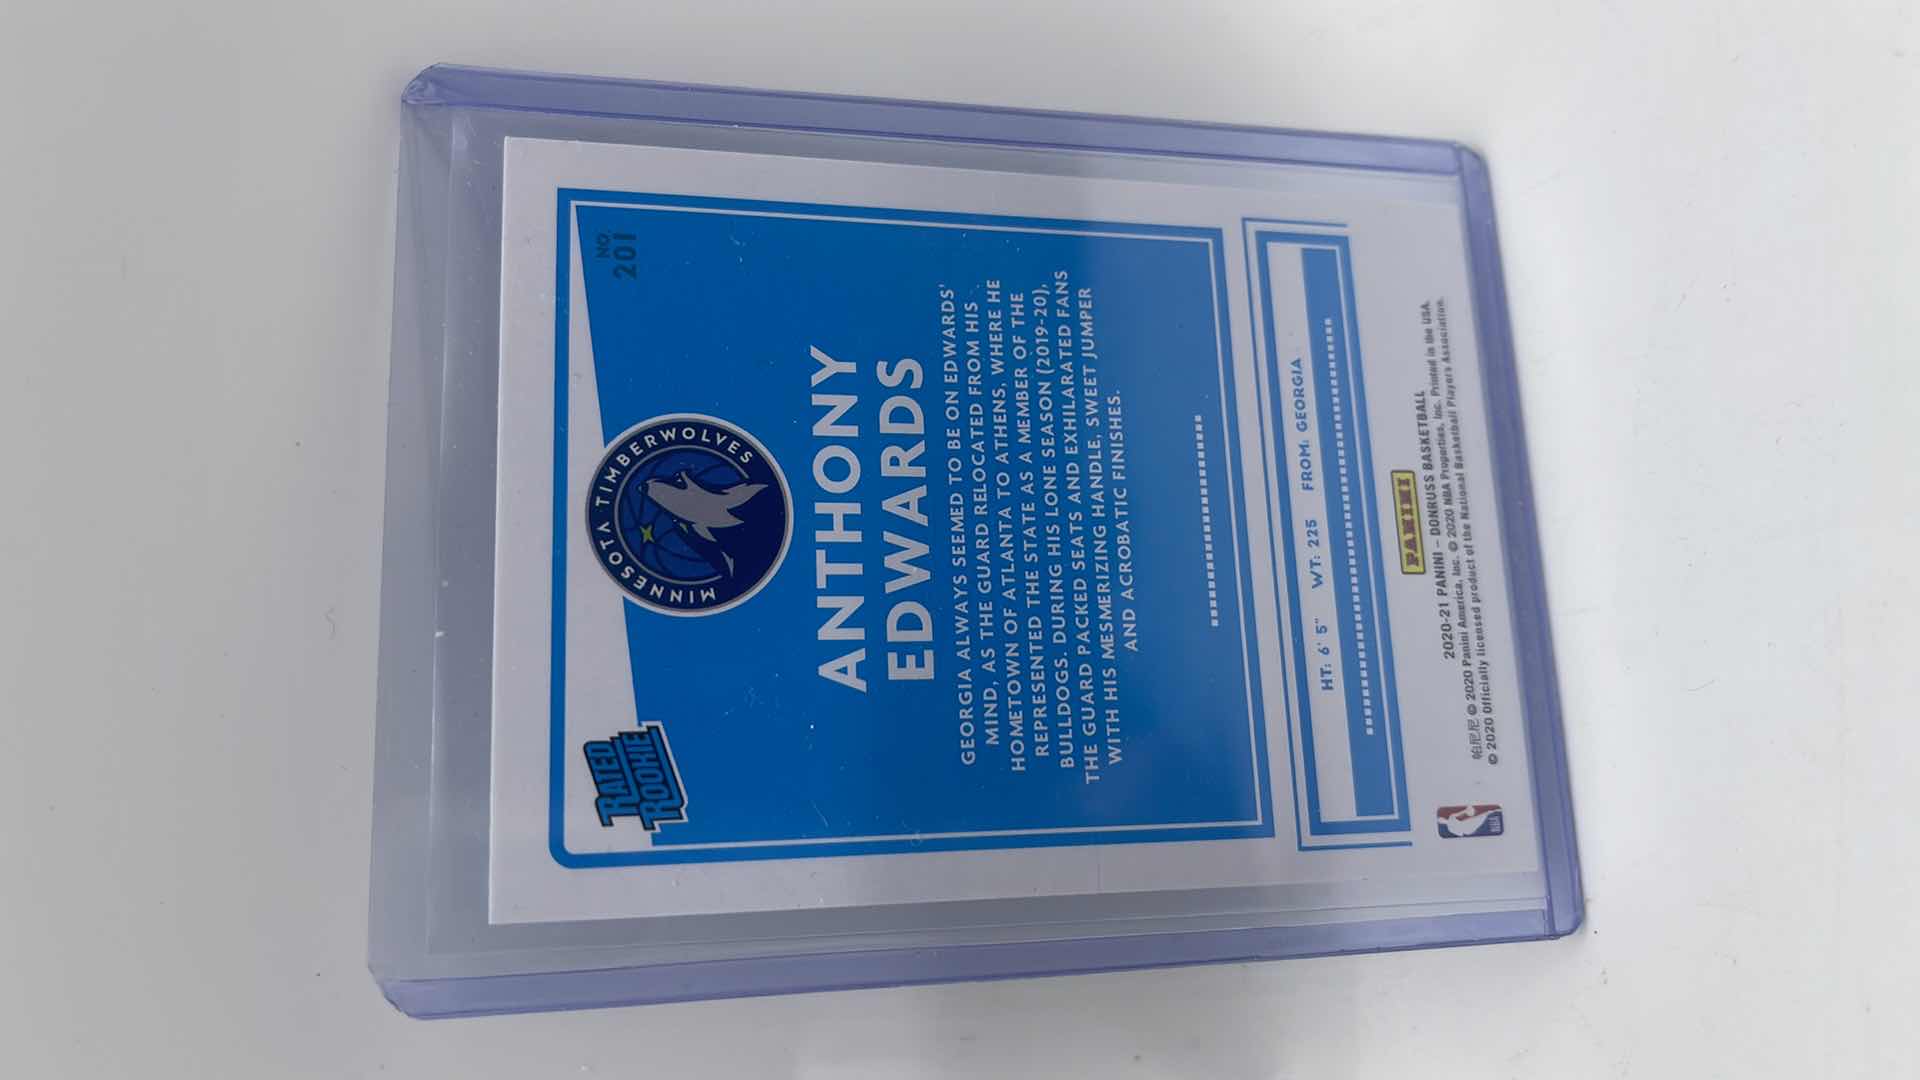 RATED
ROOKIE
NO.
201
MINNESOTA TIMBERWOLVES
ANTHONY
EDWARDS
GEORGIA ALWAYS SEEMED TO BE ON EDWARDS'
MIND, AS THE GUARD RELOCATED FROM HIS
HOMETOWN OF ATLANTA TO ATHENS, WHERE HE
REPRESENTED THE STATE AS A MEMBER OF THE
BULLDOGS. DURING HIS LONE SEASON (2019-20),
THE GUARD PACKED SEATS AND EXHILARATED FANS
WITH HIS MESMERIZING HANDLE, SWEET JUMPER
AND ACROBATIC FINISHES.
HT: 6' 5" WT: 225 FROM: GEORGIA
PANINI
2020-21 PANINI – DONRUSS BASKETBALL
帕尼尼 © 2020 Panini America, Inc. © 2020 NBA Properties, Inc. Printed in the USA.
© 2020 Officially licensed product of the National Basketball Players Association.
NBA